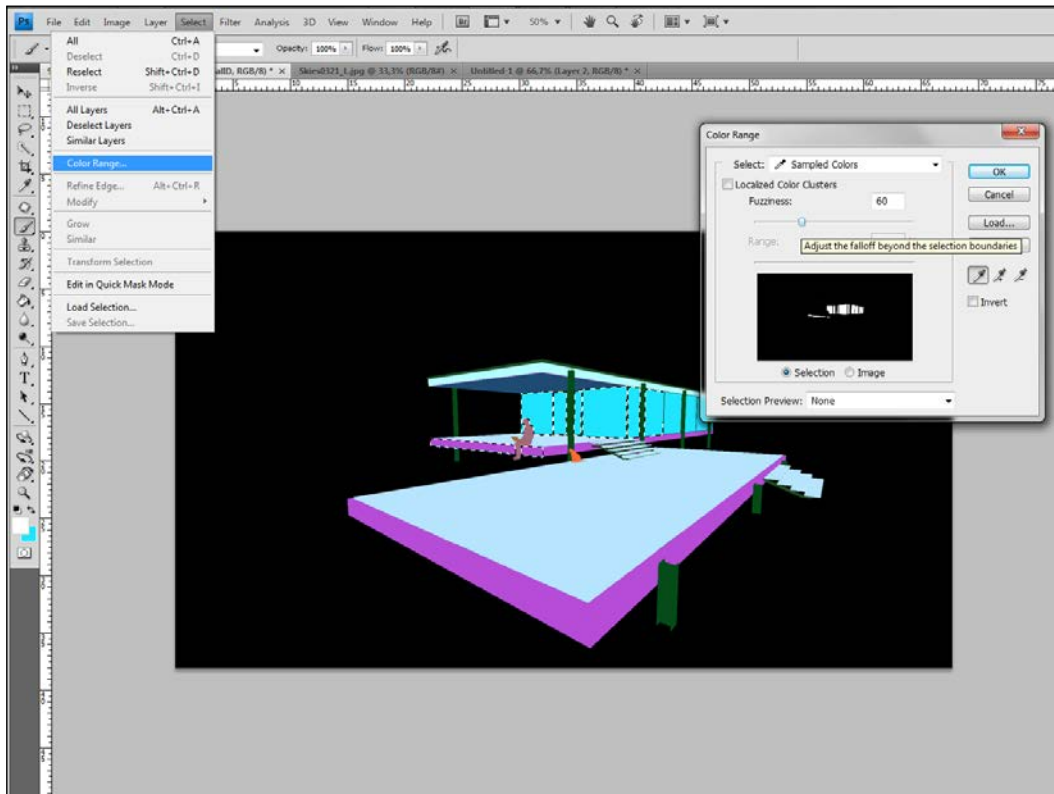 Ps File Edit Image Layer Select Filter Analysis 3D View Window Help Br 50%
Opacity: 100% Flow: 100%
RGB/8) * × Skies0321_L.jpg @ 33,3% (RGB/8#) × Untitled-1 @ 66,7% (Layer 2, RGB/8) * ×
All Ctrl+A
Deselect Ctrl+D
Reselect Shift+Ctrl+D
Inverse Shift+Ctrl+I
All Layers Alt+Ctrl+A
Deselect Layers
Similar Layers
Color Range...
Refine Edge... Alt+Ctrl+R
Modify
Grow
Similar
Transform Selection
Edit in Quick Mask Mode
Load Selection...
Save Selection...
Color Range
Select: Sampled Colors
OK
Localized Color Clusters
Cancel
Fuzziness: 60
Load...
Range:
Adjust the falloff beyond the selection boundaries
Invert
Selection Image
Selection Preview: None